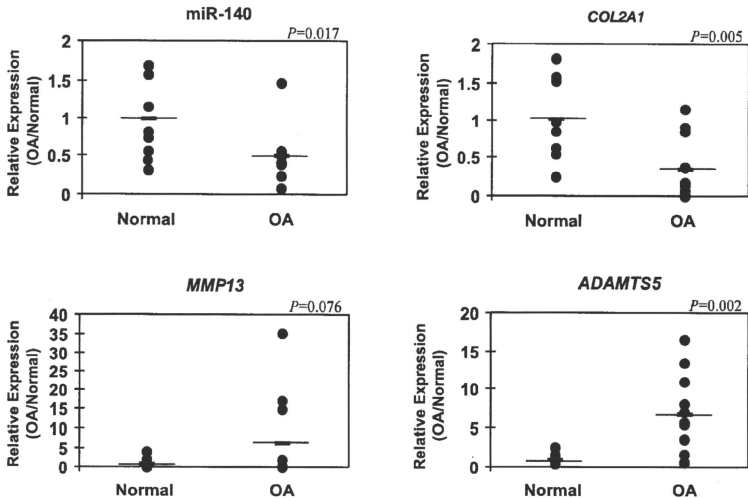 miR-140
P=0.017
Relative Expression
(OA/Normal)
2
1.5
1
0.5
0
Normal OA
COL2A1
P=0.005
Relative Expression
(OA/Normal)
2
1.5
1
0.5
0
Normal OA
MMP13
P=0.076
Relative Expression
(OA/Normal)
40
35
30
25
20
15
10
5
0
Normal OA
ADAMTS5
P=0.002
Relative Expression
(OA/Normal)
20
15
10
5
0
Normal OA